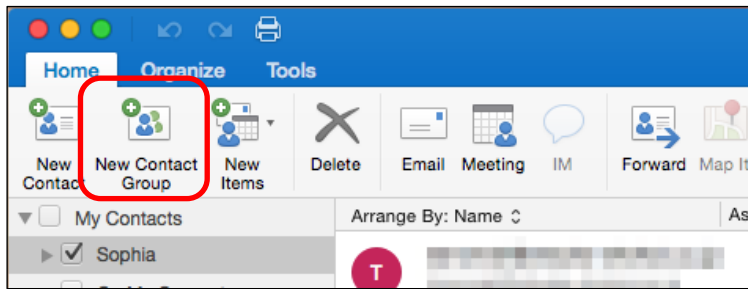 Home Organize Tools
New Contact
New Contact Group
New Items
Delete
Email
Meeting
IM
Forward
Map It
My Contacts
Arrange By: Name
Sophia
T